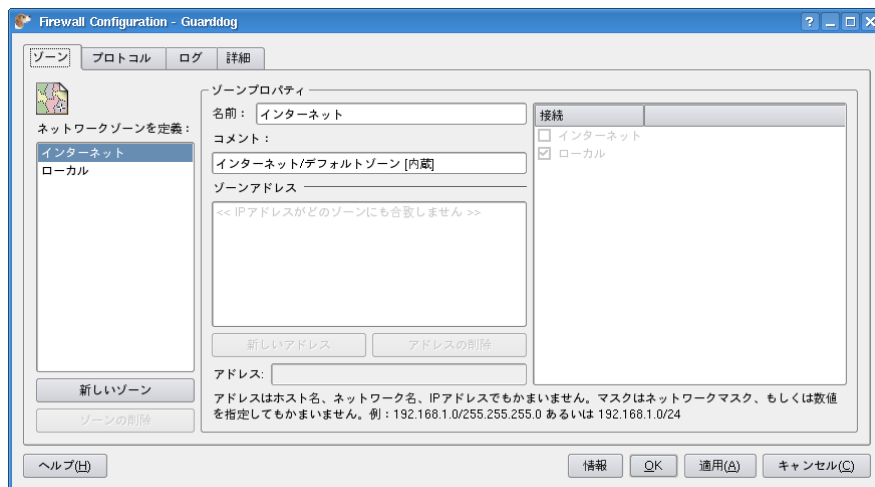 Firewall Configuration - Guarddog
ゾーン プロトコル ログ 詳細
ネットワークゾーンを定義：
インターネット
ローカル
新しいゾーン
ゾーンの削除
ゾーンプロパティ
名前： インターネット
コメント：
インターネット/デフォルトゾーン [内蔵]
ゾーンアドレス
<< IPアドレスがどのゾーンにも合致しません >>
新しいアドレス アドレスの削除
アドレス:
接続
インターネット
ローカル
アドレスはホスト名、ネットワーク名、IPアドレスでもかまいません。マスクはネットワークマスク、もしくは数値
を指定してもかまいません。例：192.168.1.0/255.255.255.0 あるいは 192.168.1.0/24
ヘルプ(H) 情報 OK 適用(A) キャンセル(C)